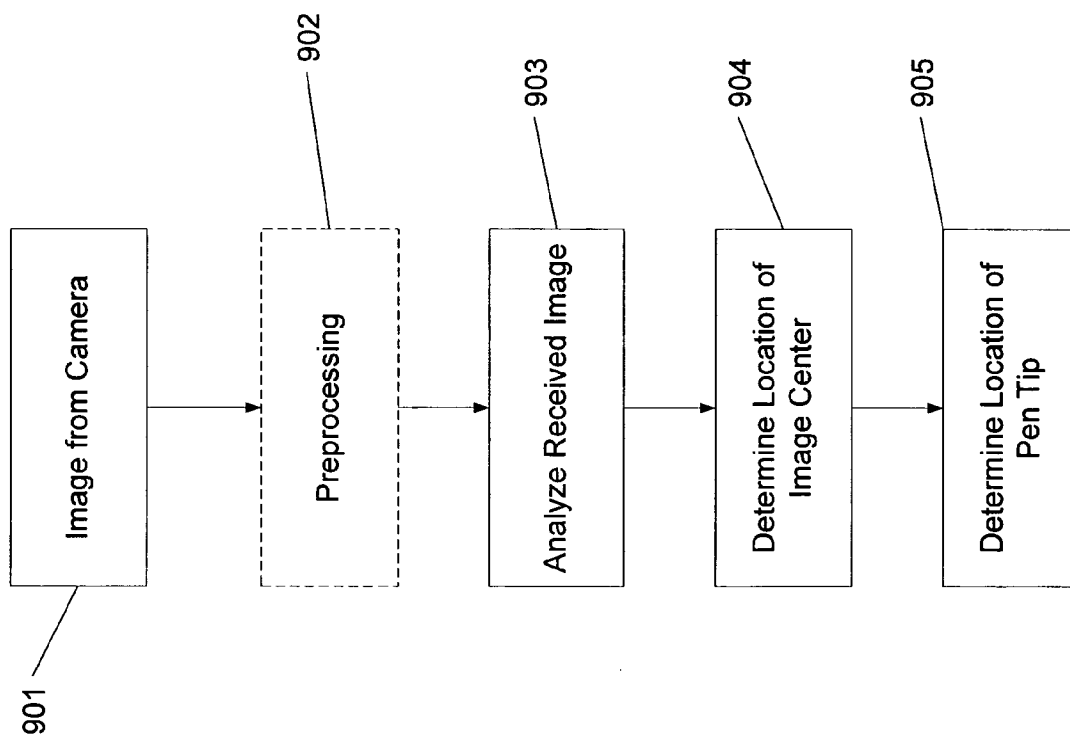 901
Image from Camera
902
Preprocessing
903
Analyze Received Image
904
Determine Location of
Image Center
905
Determine Location of
Pen Tip